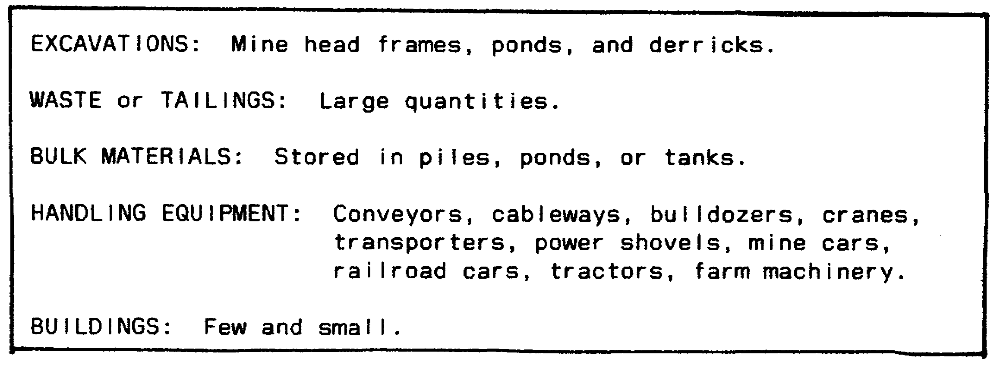 EXCAVATIONS: Mine head frames, ponds, and derricks.
WASTE or TAILINGS: Large quantities.
BULK MATERIALS: Stored in piles, ponds, or tanks.
HANDLING EQUIPMENT: Conveyors, cableways, bulldozers, cranes,
transporters, power shovels, mine cars,
railroad cars, tractors, farm machinery.
BUILDINGS: Few and small.